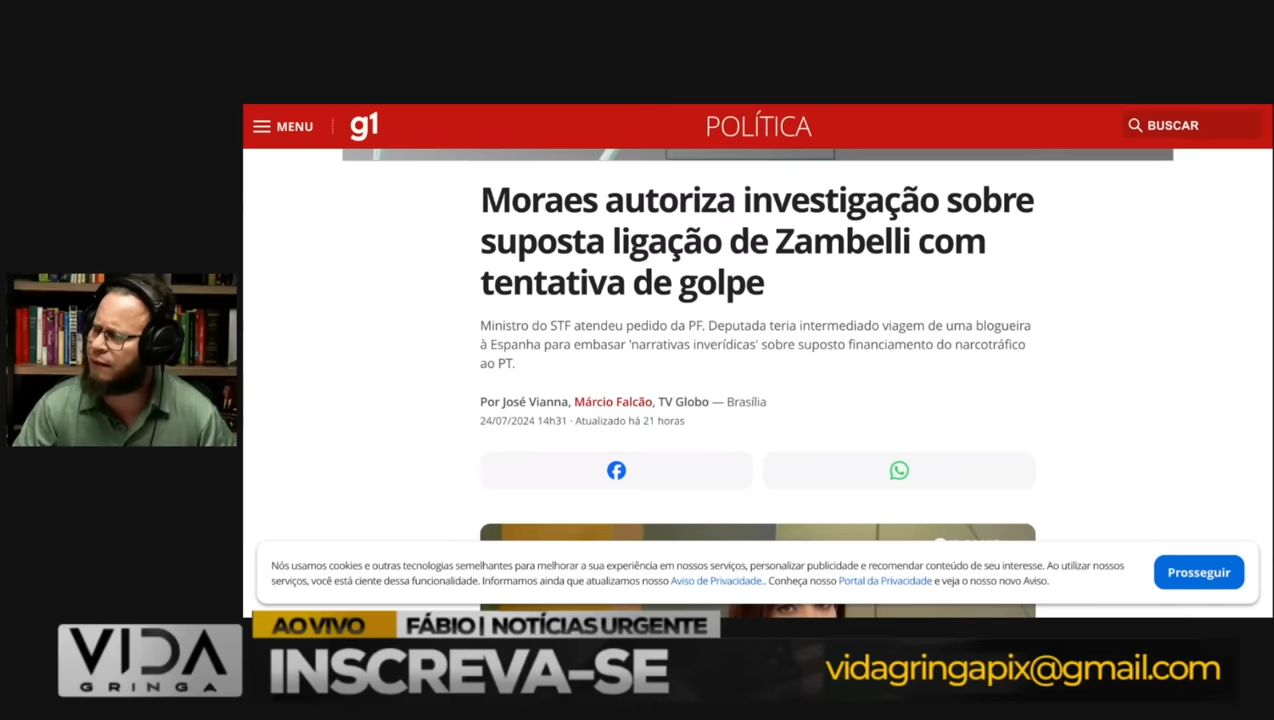 MENU
g1
POLÍTICA
BUSCAR
Moraes autoriza investigação sobre
suposta ligação de Zambelli com
tentativa de golpe
Ministro do STF atendeu pedido da PF. Deputada teria intermediado viagem de uma blogueira
à Espanha para embasar 'narrativas inverídicas' sobre suposto financiamento do narcotráfico
ao PT.
Por José Vianna, Márcio Falcão, TV Globo — Brasília
24/07/2024 14h31 · Atualizado há 21 horas
Nós usamos cookies e outras tecnologias semelhantes para melhorar a sua experiência em nossos serviços, personalizar publicidade e recomendar conteúdo de seu interesse. Ao utilizar nossos
serviços, você está ciente dessa funcionalidade. Informamos ainda que atualizamos nosso Aviso de Privacidade.. Conheça nosso Portal da Privacidade e veja o nosso novo Aviso.
Prosseguir
AO VIVO
FÁBIO | NOTÍCIAS URGENTE
VIDA
GRINGA
INSCREVA-SE
vidagringapix@gmail.com